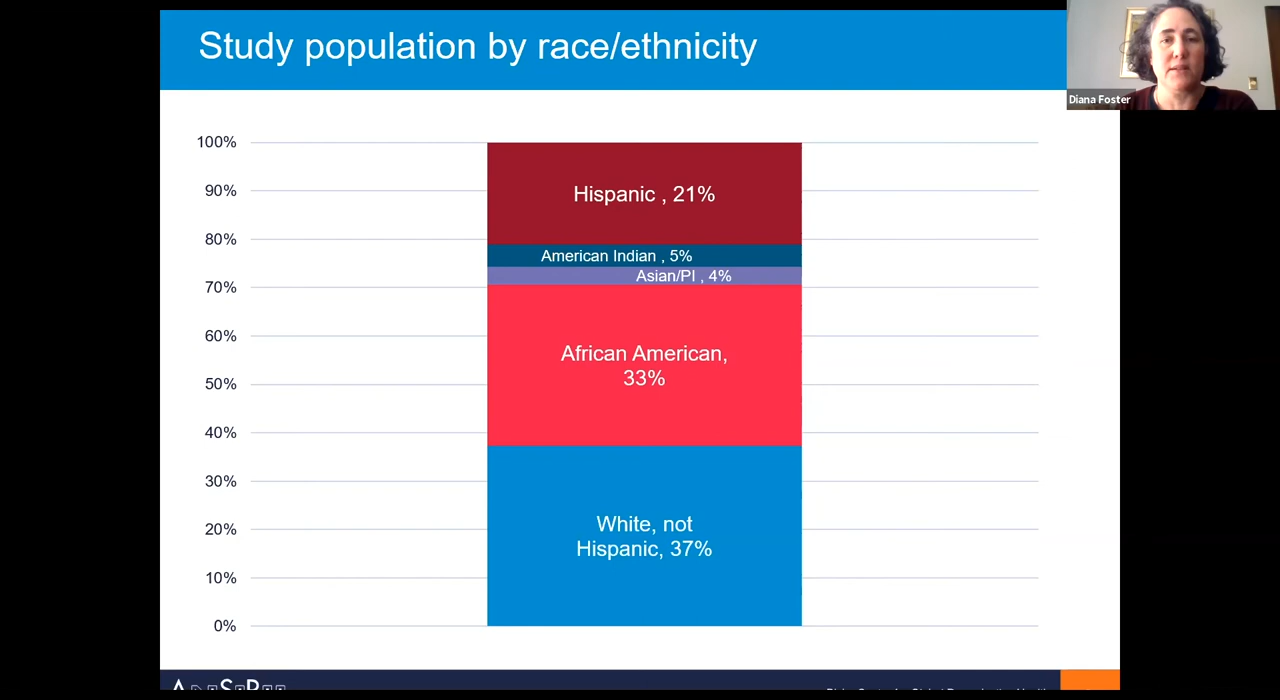 Study population by race/ethnicity
Diana Foster
100%
90%
80%
70%
60%
50%
40%
30%
20%
10%
0%
Hispanic , 21%
American Indian , 5%
Asian/PI , 4%
African American,
33%
White, not
Hispanic, 37%